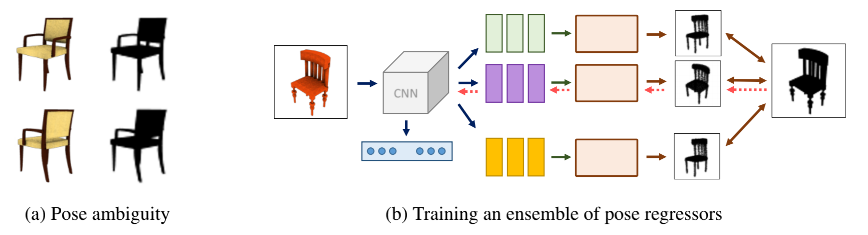 CNN
(a) Pose ambiguity
(b) Training an ensemble of pose regressors